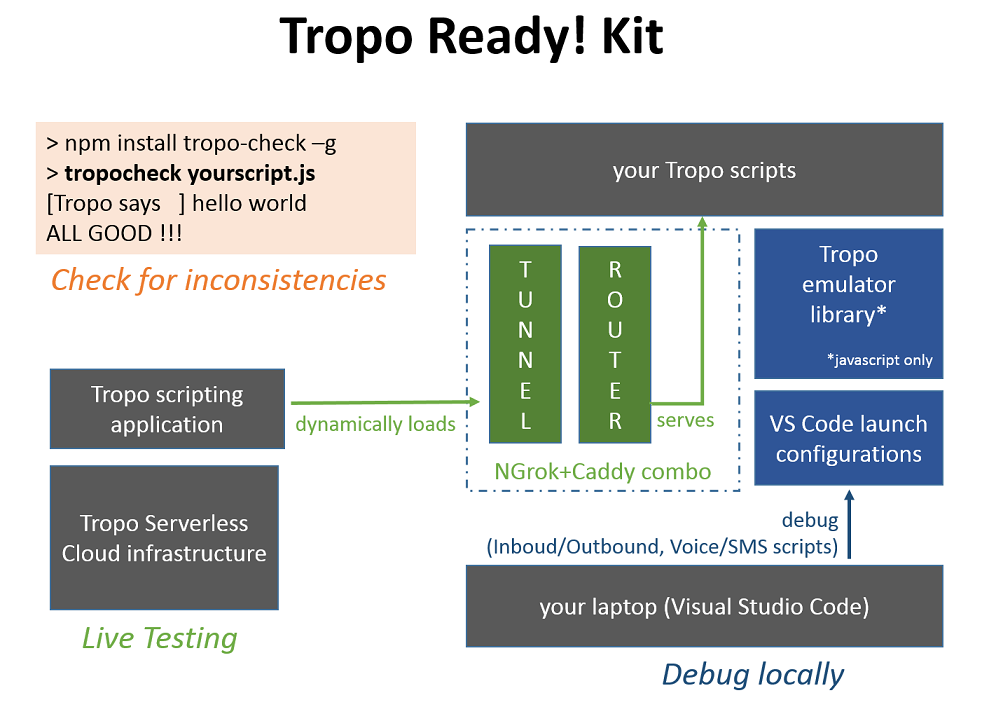 Tropo Ready! Kit
> npm install tropo-check –g
> tropocheck yourscript.js
[Tropo says   ] hello world
ALL GOOD !!!
Check for inconsistencies
your Tropo scripts
TUNNEL
ROUTER
NGrok+Caddy combo
serves
Tropo
emulator
library*
*javascript only
VS Code launch
configurations
Tropo scripting
application
dynamically loads
Tropo Serverless
Cloud infrastructure
Live Testing
debug
(Inboud/Outbound, Voice/SMS scripts)
your laptop (Visual Studio Code)
Debug locally